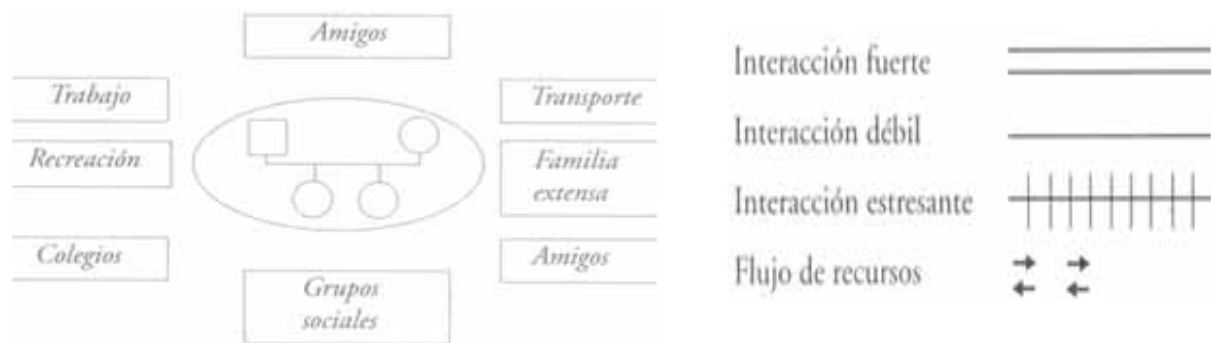 Amigos
Trabajo
Transporte
Recreación
Familia
extensa
Colegios
Amigos
Grupos
sociales
Interacción fuerte
Interacción débil
Interacción estresante
Flujo de recursos